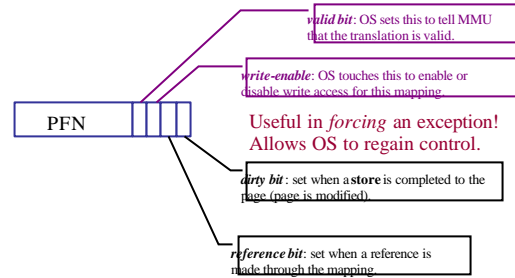 valid bit: OS sets this to tell MMU
that the translation is valid.
write-enable: OS touches this to enable or
disable write access for this mapping.
PFN
Useful in forcing an exception!
Allows OS to regain control.
dirty bit: set when a store is completed to the
page (page is modified).
reference bit: set when a reference is
made through the mapping.